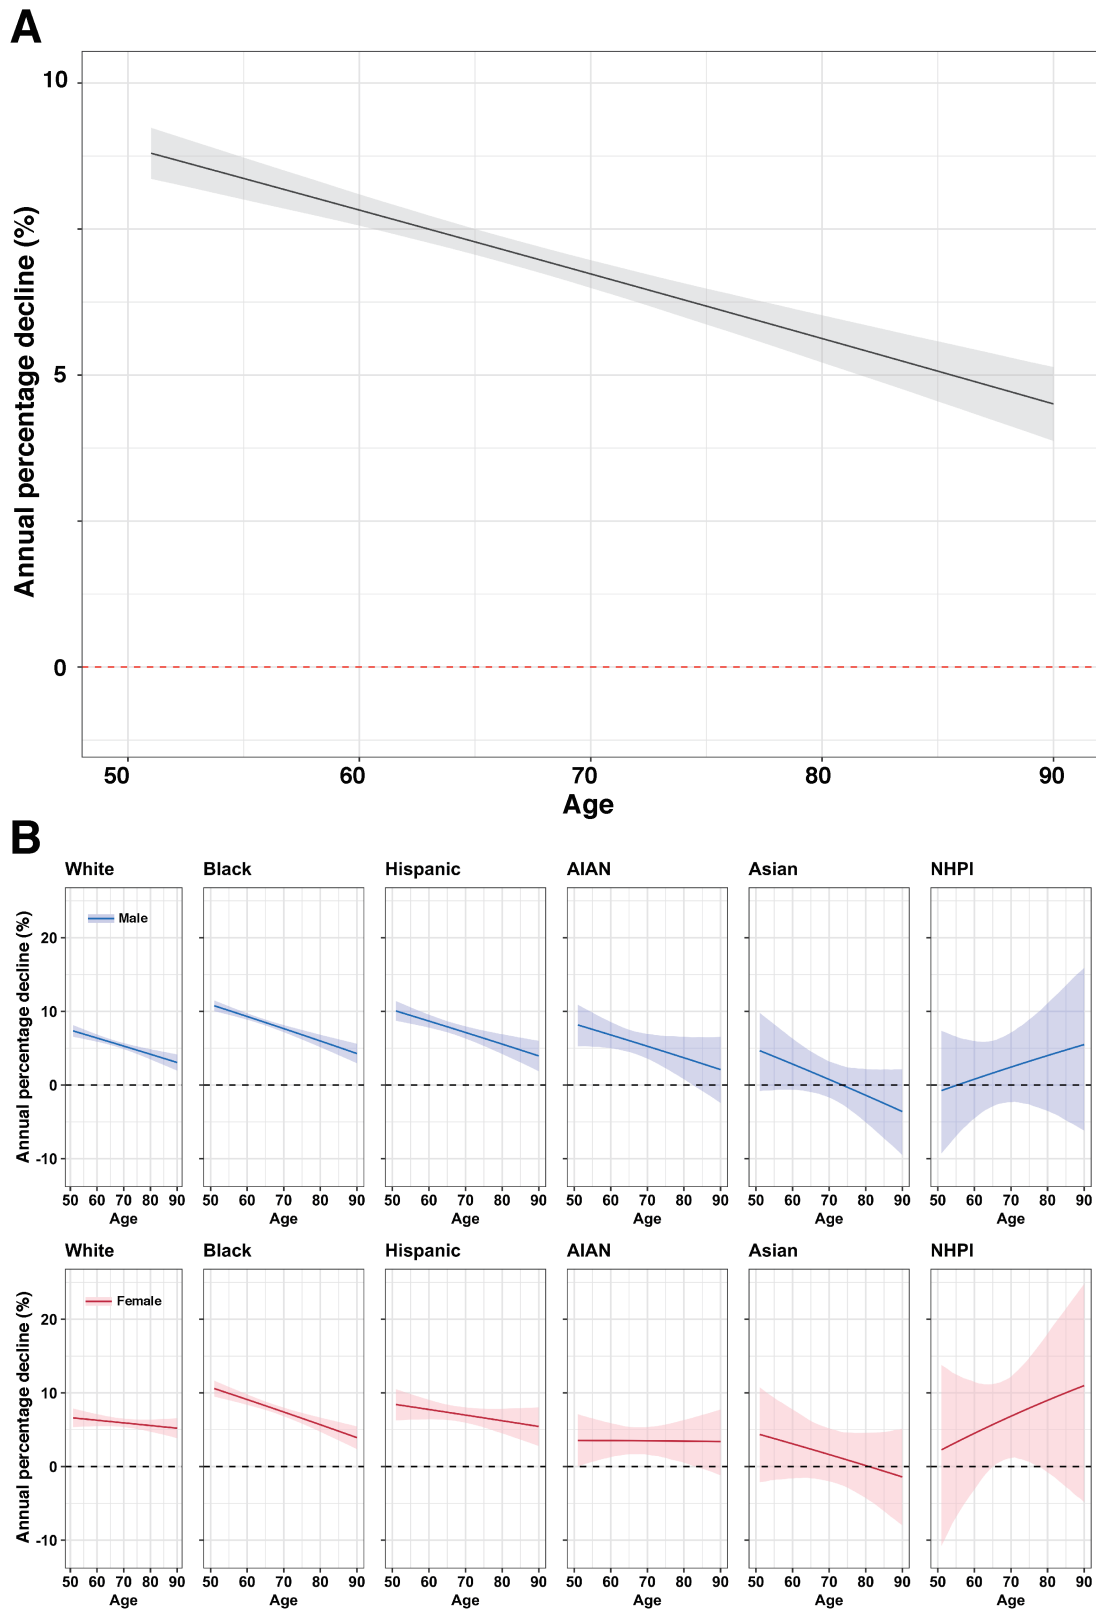 A
Annual percentage decline (%)
10
5
0
50 60 70 80 90
Age
B
White Black Hispanic AIAN Asian NHPI
Male
Annual percentage decline (%)
20
10
0
-10
50 60 70 80 90 50 60 70 80 90 50 60 70 80 90 50 60 70 80 90 50 60 70 80 90 50 60 70 80 90
Age Age Age Age Age Age
White Black Hispanic AIAN Asian NHPI
Female
Annual percentage decline (%)
20
10
0
-10
50 60 70 80 90 50 60 70 80 90 50 60 70 80 90 50 60 70 80 90 50 60 70 80 90 50 60 70 80 90
Age Age Age Age Age Age